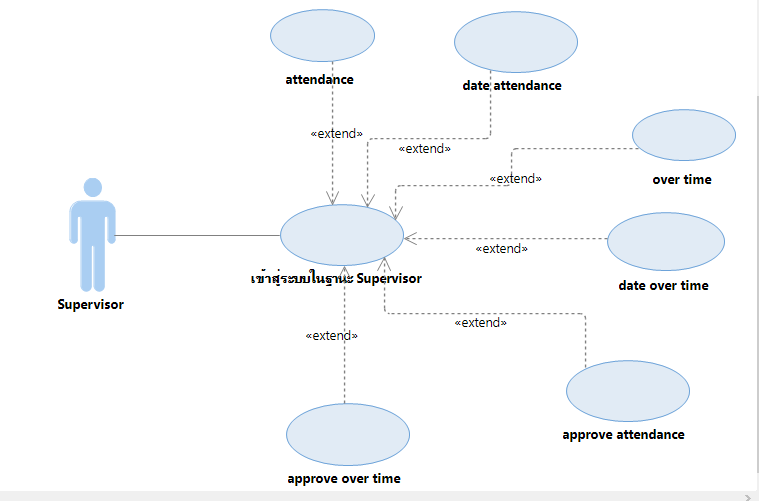 attendance
date attendance
«extend»
«extend»
over time
«extend»
«extend»
เข้าสู่ระบบในฐานะ Supervisor
date over time
Supervisor
«extend»
«extend»
approve attendance
approve over time